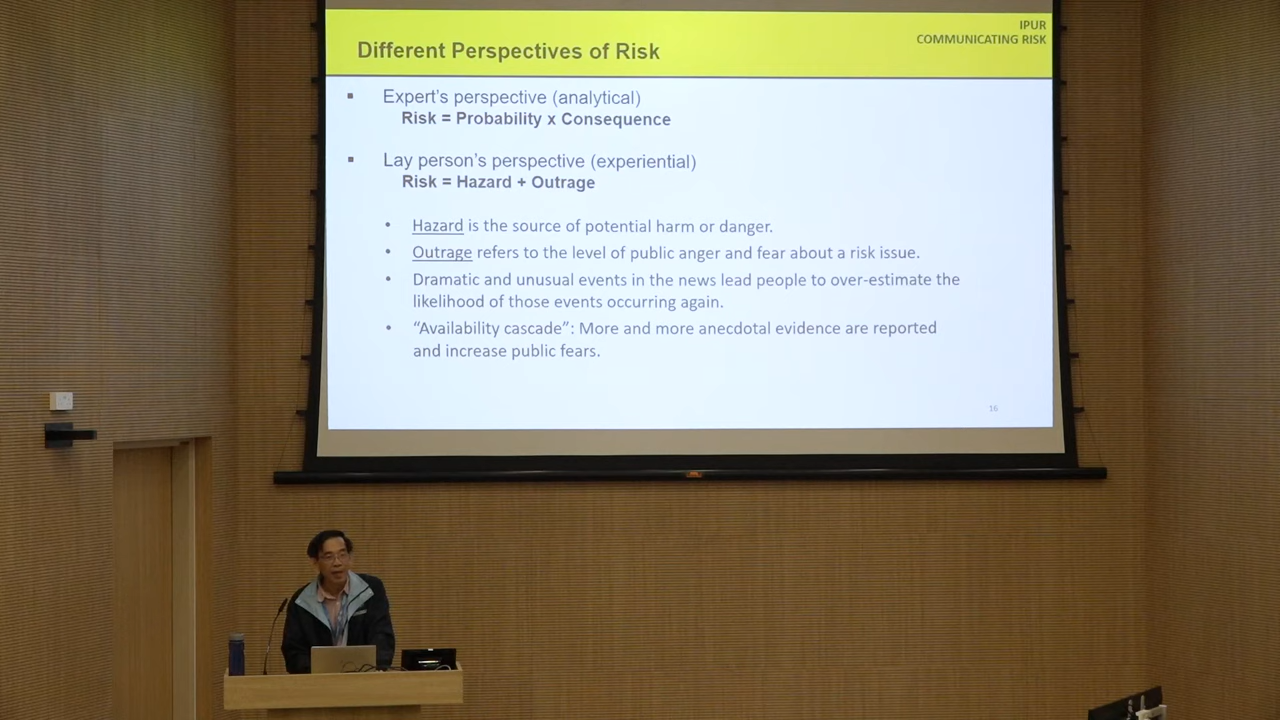 IPUR
COMMUNICATING RISK
Different Perspectives of Risk
▪ Expert’s perspective (analytical)
Risk = Probability x Consequence
▪ Lay person’s perspective (experiential)
Risk = Hazard + Outrage
• Hazard is the source of potential harm or danger.
• Outrage refers to the level of public anger and fear about a risk issue.
• Dramatic and unusual events in the news lead people to over-estimate the
likelihood of those events occurring again.
• “Availability cascade”: More and more anecdotal evidence are reported
and increase public fears.
16